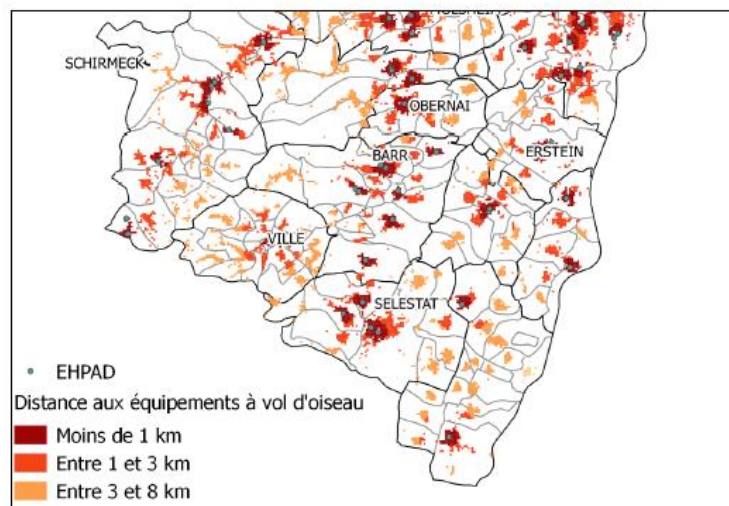 MOLSHEIM
SCHIRMECK
OBERNAI
BARR
ERSTEIN
VILLE
SELESTAT
EHPAD
Distance aux équipements à vol d'oiseau
Moins de 1 km
Entre 1 et 3 km
Entre 3 et 8 km